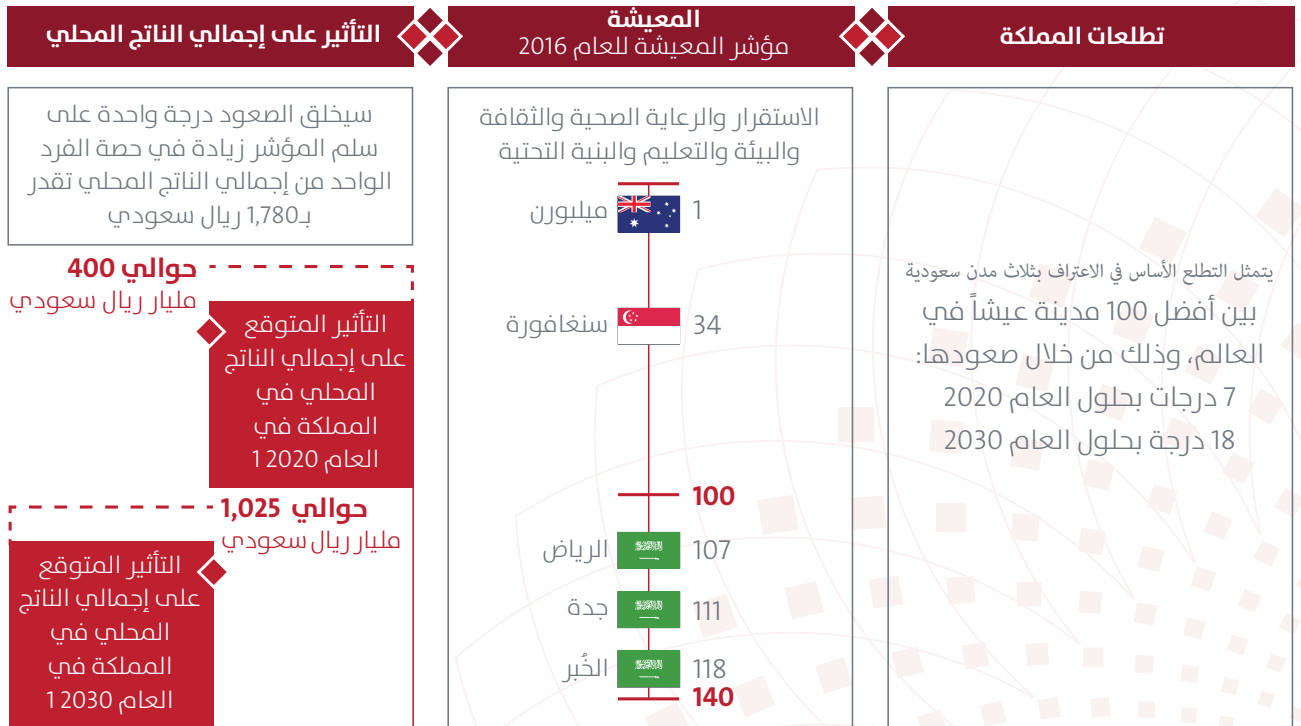 تطلعات المملكة
يتمثل التطلع الأساس في الاعتراف بثلاث مدن سعودية
بين أفضل 100 مدينة عيشاً في
العالم، وذلك من خلال صعودها:
7 درجات بحلول العام 2020
18 درجة بحلول العام 2030
المعيشة
مؤشر المعيشة للعام 2016
الاستقرار والرعاية الصحية والثقافة
والبيئة والتعليم والبنية التحتية
1 ميلبورن
34 سنغافورة
100
107 الرياض
111 جدة
118 الخُبر
140
التأثير على إجمالي الناتج المحلي
سيخلق الصعود درجة واحدة على
سلم المؤشر زيادة في حصة الفرد
الواحد من إجمالي الناتج المحلي تقدر
بـ1,780 ريال سعودي
حوالي 400
مليار ريال سعودي
التأثير المتوقع
على إجمالي الناتج
المحلي في
المملكة في
العام 2020 1
حوالي 1,025
مليار ريال سعودي
التأثير المتوقع
على إجمالي الناتج
المحلي في
المملكة في
العام 2030 1